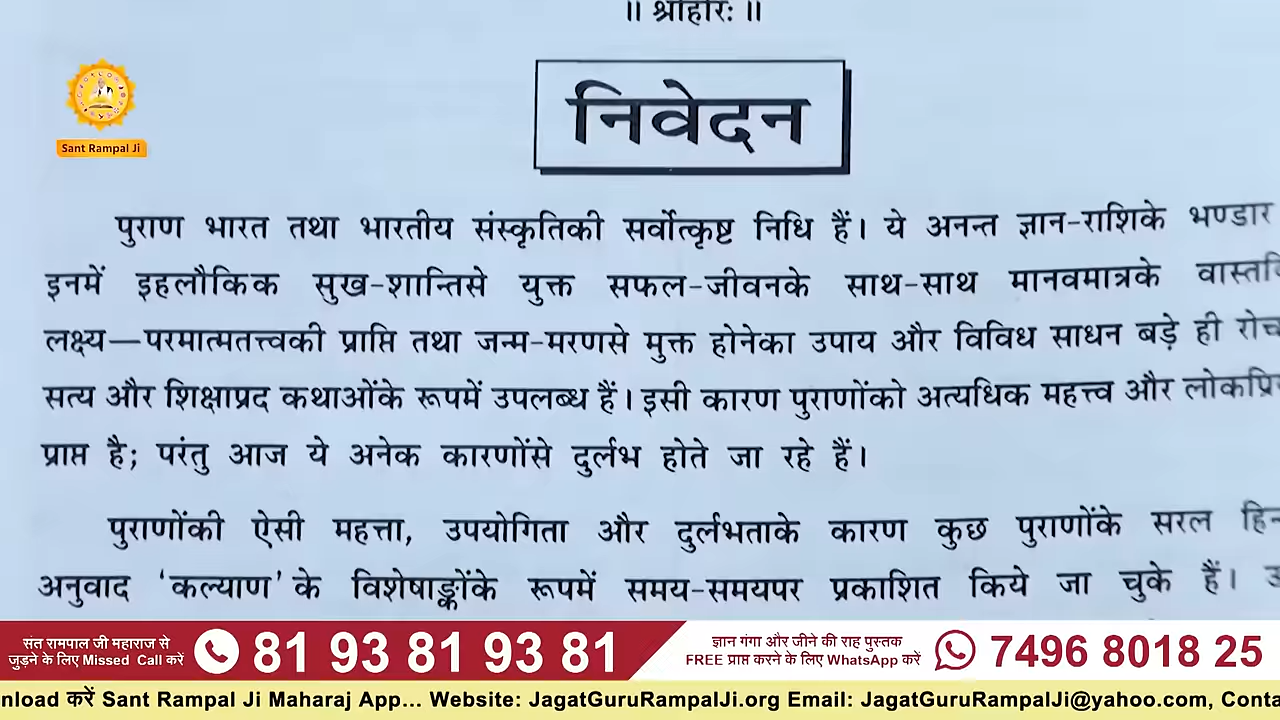 ॥ श्रीहरिः ॥
निवेदन
Sant Rampal Ji
पुराण भारत तथा भारतीय संस्कृतिकी सर्वोत्कृष्ट निधि हैं। ये अनन्त ज्ञान-राशिके भण्डार
इनमें इहलौकिक सुख-शान्तिसे युक्त सफल-जीवनके साथ-साथ मानवमात्रके
लक्ष्य—परमात्मतत्त्वकी प्राप्ति तथा जन्म-मरणसे मुक्त होनेका उपाय और विविध साधन बड़े ही
सत्य और शिक्षाप्रद कथाओंके रूपमें उपलब्ध हैं। इसी कारण पुराणोंको अत्यधिक महत्त्व और
प्राप्त है; परंतु आज ये अनेक कारणोंसे दुर्लभ होते जा रहे हैं।
पुराणोंकी ऐसी महत्ता, उपयोगिता और दुर्लभताके कारण कुछ पुराणोंके सरल
अनुवाद 'कल्याण' के विशेषाङ्कोंके रूपमें समय-समयपर प्रकाशित किये जा चुके हैं।
संत रामपाल जी महाराज से
जुड़ने के लिए Missed Call करें
81 93 81 93 81
ज्ञान गंगा और जीने की राह पुस्तक
FREE प्राप्त करने के लिए WhatsApp करें
7496 8018 25
nload करें Sant Rampal Ji Maharaj App... Website: JagatGuruRampalJi.org Email: JagatGuruRampalJi@yahoo.com, Conta